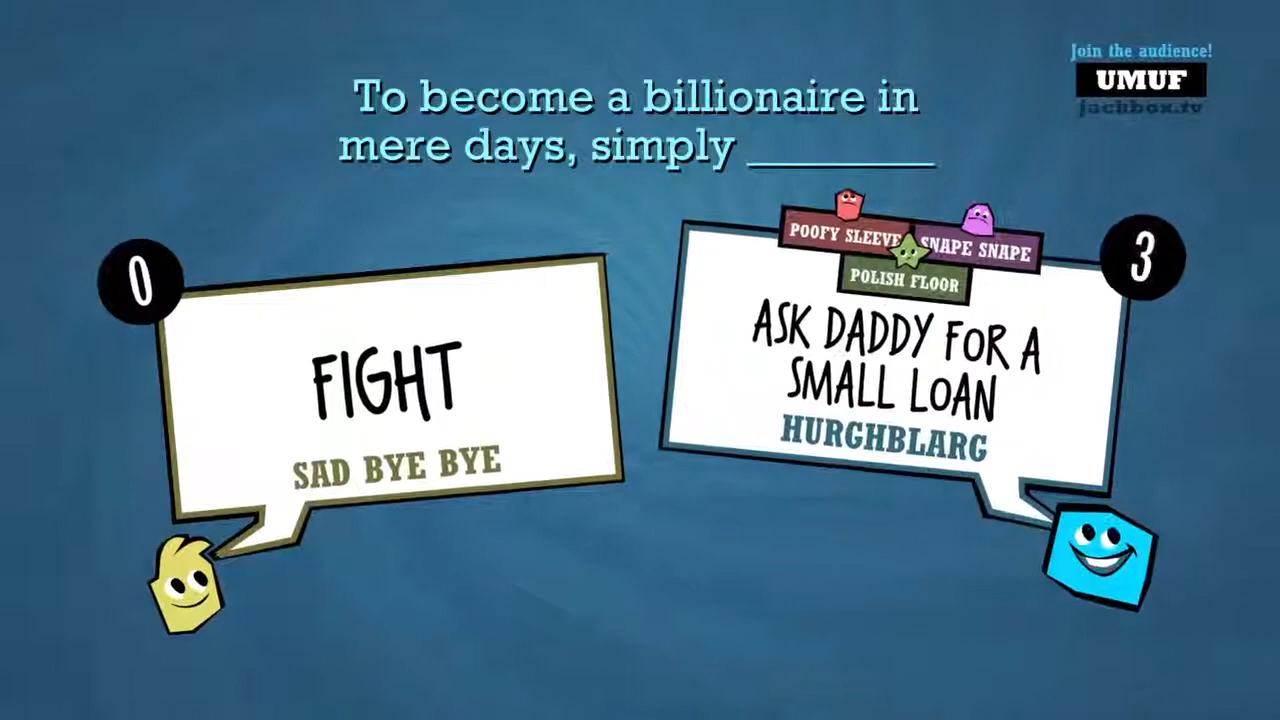 Join the audience!
UMUF
jackbox.tv
To become a billionaire in
mere days, simply ________
0
3
POOFY SLEEVE
SNAPE SNAPE
POLISH FLOOR
FIGHT
SAD BYE BYE
ASK DADDY FOR A
SMALL LOAN
HURGHBLARG